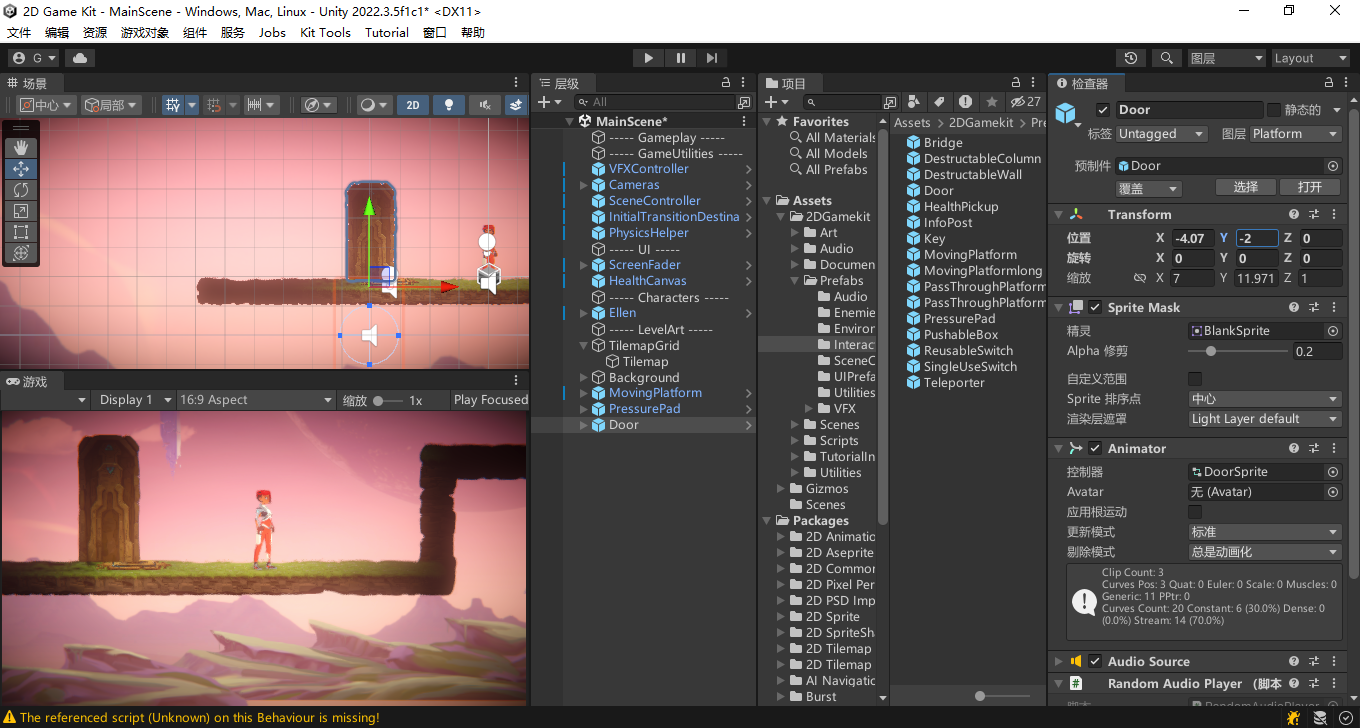 2D Game Kit - MainScene - Windows, Mac, Linux - Unity 2022.3.5f1c1* <DX11>
文件 编辑 资源 游戏对象 组件 服务 Jobs Kit Tools Tutorial 窗口 帮助
G 图层 Layout
场景
中心 局部 2D
层级
All
MainScene*
----- Gameplay -----
----- GameUtilities -----
VFXController
Cameras
SceneController
InitialTransitionDestina
PhysicsHelper
----- UI -----
ScreenFader
HealthCanvas
----- Characters -----
Ellen
----- LevelArt -----
TilemapGrid
Tilemap
Background
MovingPlatform
PressurePad
Door
游戏
Display 1 16:9 Aspect 缩放 1x Play Focused
项目
27
Favorites
All Materials
All Models
All Prefabs
Assets
2DGamekit
Art
Audio
Documen
Prefabs
Audio
Enemie
Environ
Interac
SceneC
UIPrefa
Utilities
VFX
Scenes
Scripts
TutorialIn
Utilities
Gizmos
Scenes
Packages
2D Animatio
2D Aseprite
2D Common
2D Pixel Per
2D PSD Imp
2D Sprite
2D SpriteSha
2D Tilemap
2D Tilemap
AI Navigatio
Burst
Assets 2DGamekit Pre
Bridge
DestructableColumn
DestructableWall
Door
HealthPickup
InfoPost
Key
MovingPlatform
MovingPlatformlong
PassThroughPlatform
PassThroughPlatform
PressurePad
PushableBox
ReusableSwitch
SingleUseSwitch
Teleporter
检查器
Door 静态的
标签 Untagged 图层 Platform
预制件 Door
覆盖 选择 打开
Transform
位置 X -4.07 Y -2 Z 0
旋转 X 0 Y 0 Z 0
缩放 X 7 Y 11.971 Z 1
Sprite Mask
精灵 BlankSprite
Alpha 修剪 0.2
自定义范围
Sprite 排序点 中心
渲染层遮罩 Light Layer default
Animator
控制器 DoorSprite
Avatar 无 (Avatar)
应用根运动
更新模式 标准
剔除模式 总是动画化
Clip Count: 3
Curves Pos: 3 Quat: 0 Euler: 0 Scale: 0 Muscles: 0
Generic: 11 PPtr: 0
Curves Count: 20 Constant: 6 (30.0%) Dense: 0
(0.0%) Stream: 14 (70.0%)
Audio Source
# Random Audio Player (脚本
The referenced script (Unknown) on this Behaviour is missing!